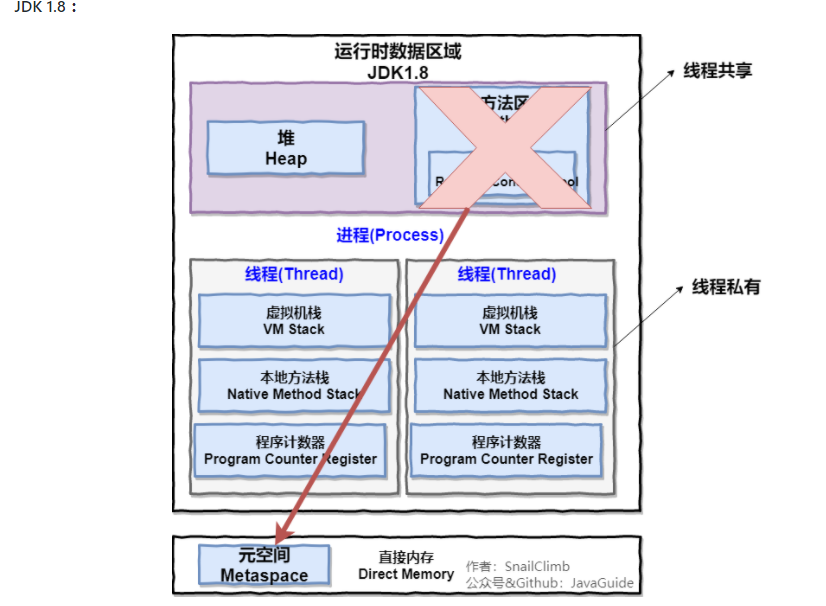 JDK 1.8 :
运行时数据区域
JDK1.8
线程共享
方法区
堆
Heap
进程(Process)
线程(Thread)
线程(Thread)
线程私有
虚拟机栈
VM Stack
虚拟机栈
VM Stack
本地方法栈
Native Method Stack
本地方法栈
Native Method Stack
程序计数器
Program Counter Register
程序计数器
Program Counter Register
元空间
Metaspace
直接内存
Direct Memory
作者：SnailClimb
公众号&Github：JavaGuide